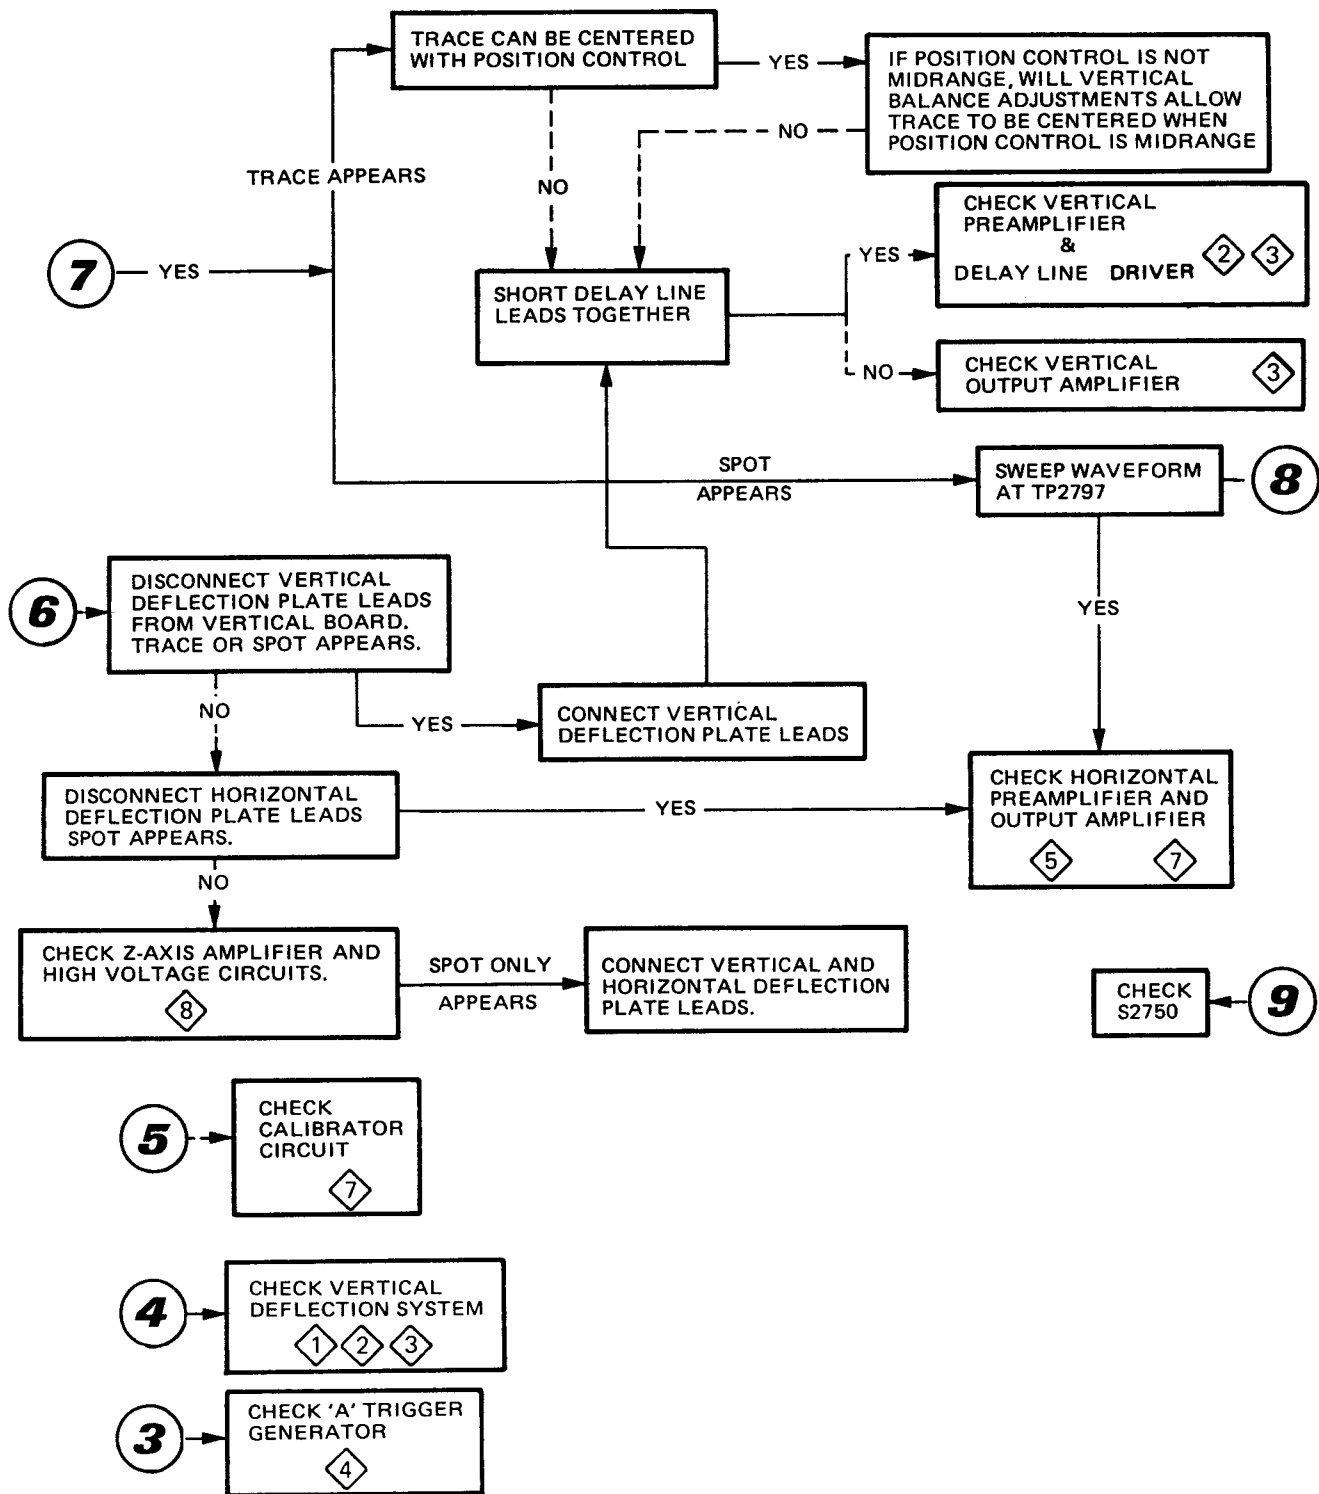 TRACE CAN BE CENTERED
WITH POSITION CONTROL
YES
IF POSITION CONTROL IS NOT
MIDRANGE, WILL VERTICAL
BALANCE ADJUSTMENTS ALLOW
TRACE TO BE CENTERED WHEN
POSITION CONTROL IS MIDRANGE
NO
TRACE APPEARS
NO
CHECK VERTICAL
PREAMPLIFIER
&
DELAY LINE DRIVER 2 3
7 YES
YES
SHORT DELAY LINE
LEADS TOGETHER
NO
CHECK VERTICAL
OUTPUT AMPLIFIER 3
SPOT
APPEARS
SWEEP WAVEFORM
AT TP2797
8
6
DISCONNECT VERTICAL
DEFLECTION PLATE LEADS
FROM VERTICAL BOARD.
TRACE OR SPOT APPEARS.
YES
NO
YES
CONNECT VERTICAL
DEFLECTION PLATE LEADS
DISCONNECT HORIZONTAL
DEFLECTION PLATE LEADS
SPOT APPEARS.
YES
CHECK HORIZONTAL
PREAMPLIFIER AND
OUTPUT AMPLIFIER
5 7
NO
CHECK Z-AXIS AMPLIFIER AND
HIGH VOLTAGE CIRCUITS.
8
SPOT ONLY
APPEARS
CONNECT VERTICAL AND
HORIZONTAL DEFLECTION
PLATE LEADS.
CHECK
S2750
9
5
CHECK
CALIBRATOR
CIRCUIT
7
4
CHECK VERTICAL
DEFLECTION SYSTEM
1 2 3
3
CHECK 'A' TRIGGER
GENERATOR
4